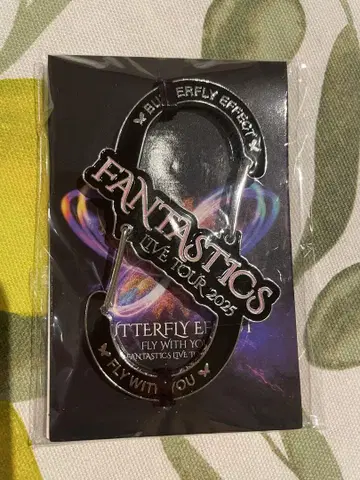 BUTTERFLY EFFECT
FANTASTICS
LIVE TOUR 2025
BUTTERFLY EFFECT
FLY WITH YOU
FANTASTICS LIVE
FLY WITH YOU